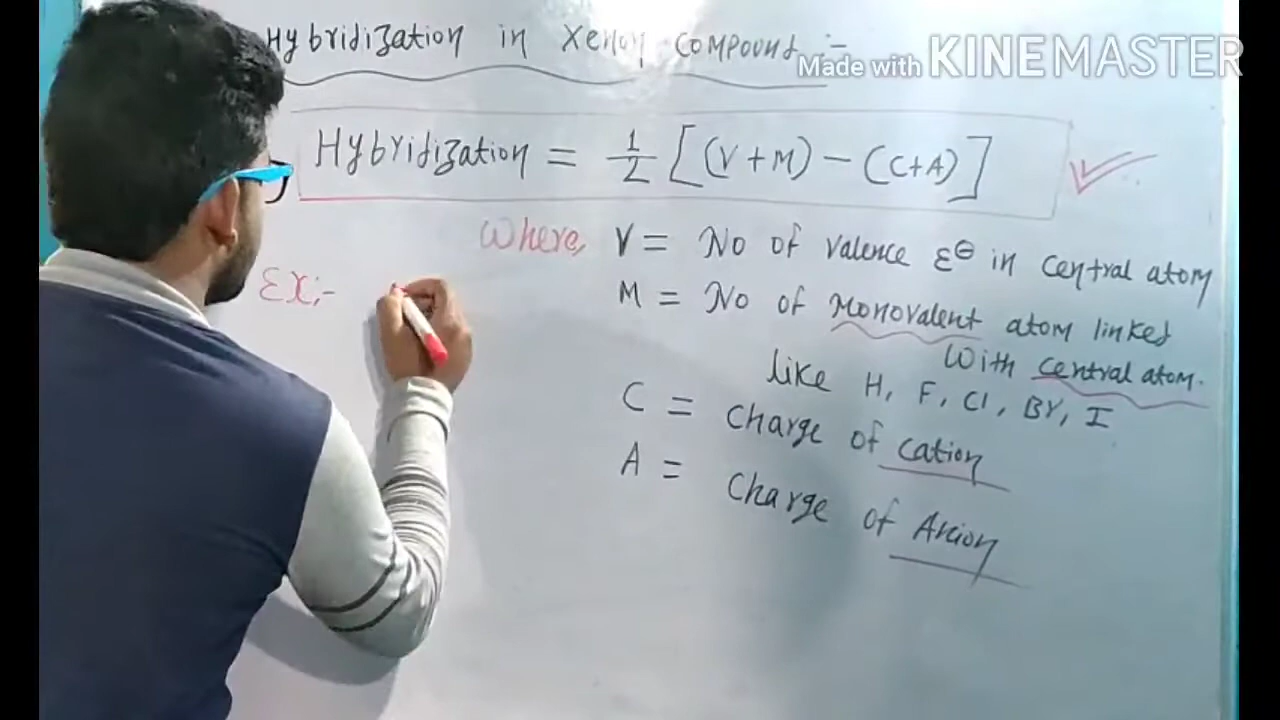 Hybridization in Xenon Compound :-
Made with KINEMASTER
Hybridization = 1/2 [(V+M) - (C+A)]
Where, V = No of valence e⊖ in central atom
Ex:-
M = No of Monovalent atom linked
With central atom.
like H, F, Cl, Br, I
C = Charge of cation
A = Charge of Anion